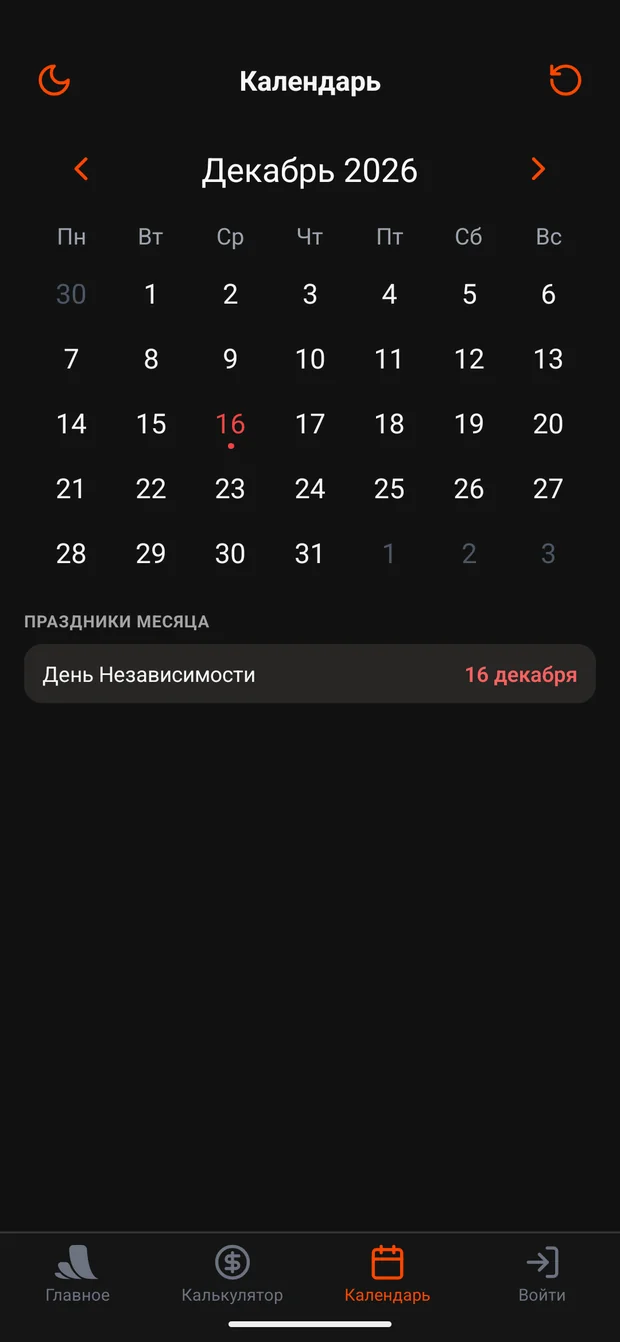 Календарь
Декабрь 2026
Пн Вт Ср Чт Пт Сб Вс
30 1 2 3 4 5 6
7 8 9 10 11 12 13
14 15 16 17 18 19 20
21 22 23 24 25 26 27
28 29 30 31 1 2 3
ПРАЗДНИКИ МЕСЯЦА
День Независимости 16 декабря
Главное Калькулятор Календарь Войти